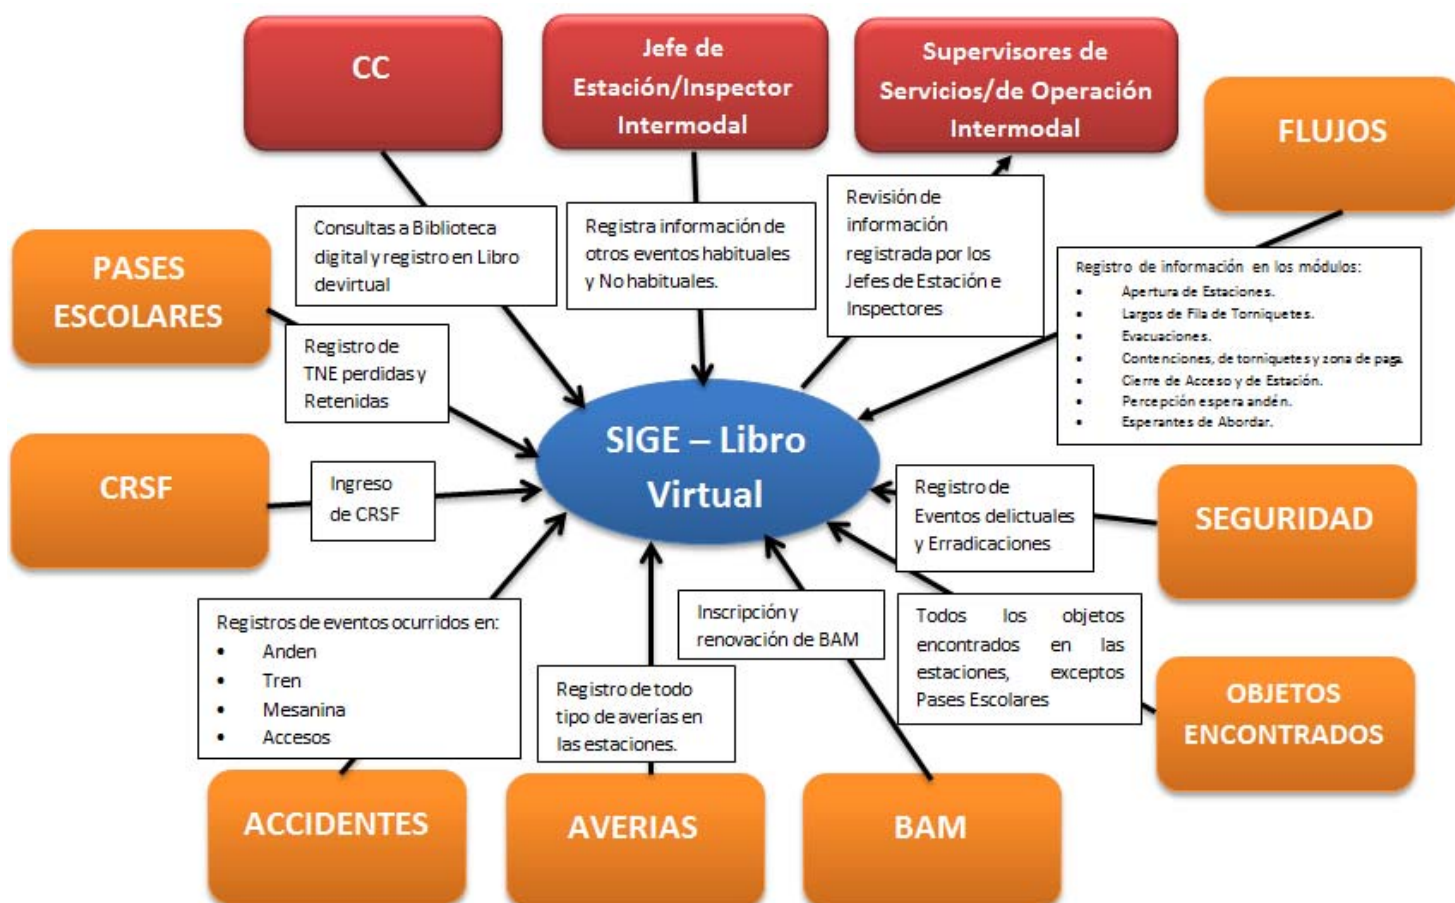 CC
Jefe de
Estación/Inspector
Intermodal
Supervisores de
Servicios/de Operación
Intermodal
FLUJOS
Consultas a Biblioteca
digital y registro en Libro
devirtual
Registra información de
otros eventos habituales
y No habituales.
Revisión de
información
registrada por los
Jefes de Estación e
Inspectores
Registro de información en los módulos:
• Apertura de Estaciones.
• Largos de Fila de Torniquetes.
• Evacuaciones.
• Contenciones, de torniquetes y zona de paga.
• Cierre de Acceso y de Estación.
• Percepción espera andén.
• Esperantes de Abordar.
PASES
ESCOLARES
Registro de
TNE perdidas y
Retenidas
SIGE – Libro
Virtual
CRSF
Ingreso
de CRSF
Registro de
Eventos delictuales
y Erradicaciones
SEGURIDAD
Registros de eventos ocurridos en:
• Anden
• Tren
• Mesanina
• Accesos
Registro de todo
tipo de averías en
las estaciones.
Inscripción y
renovación de BAM
Todos los objetos
encontrados en las
estaciones, exceptos
Pases Escolares
OBJETOS
ENCONTRADOS
ACCIDENTES
AVERIAS
BAM